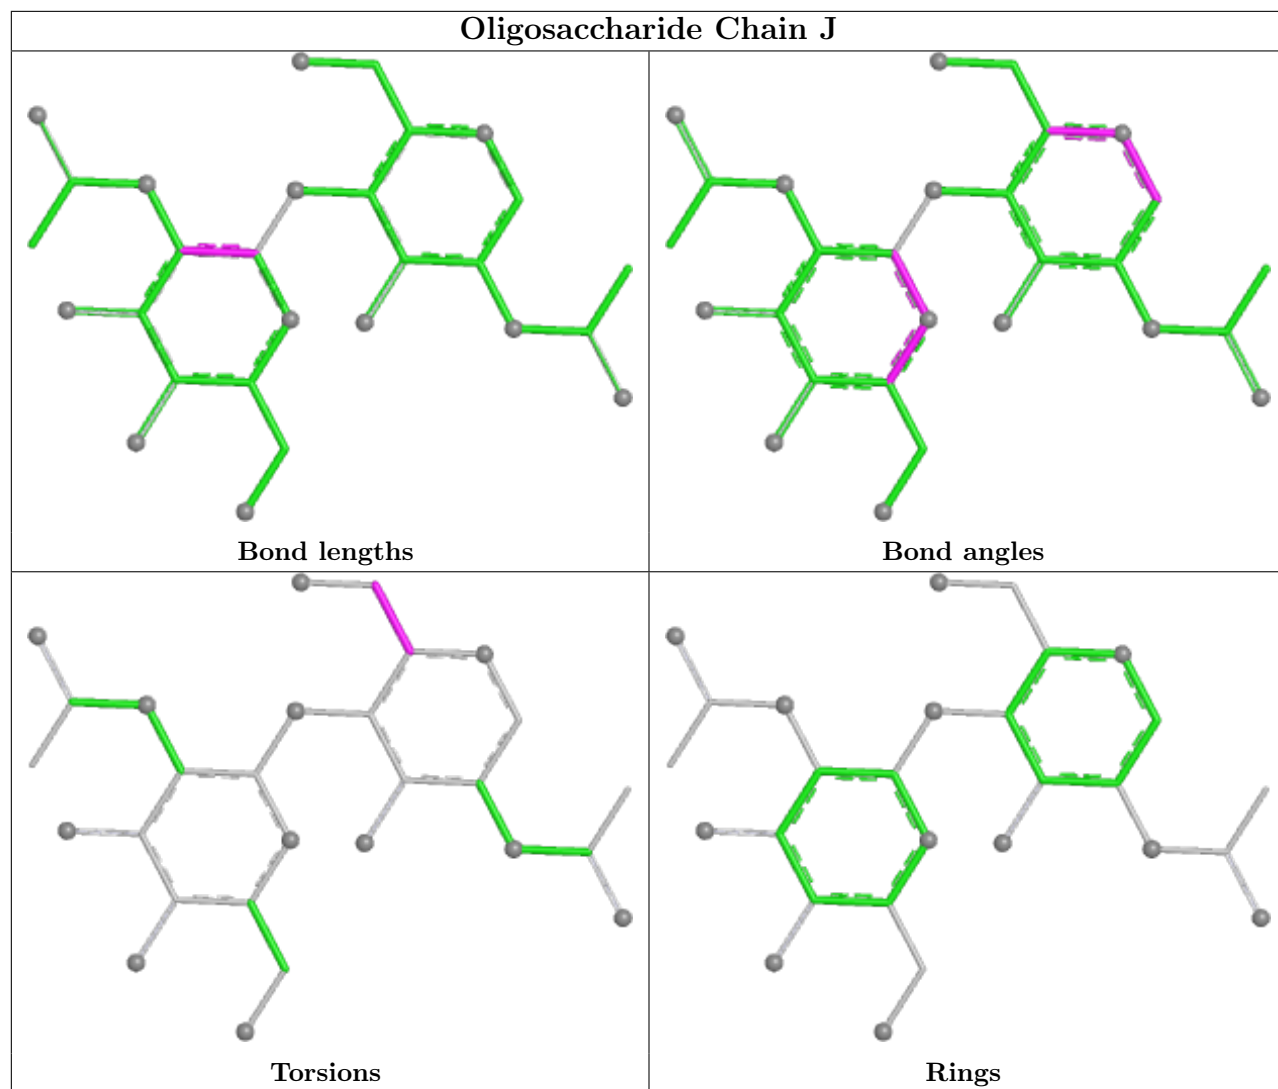 Oligosaccharide Chain J
Bond lengths
Bond angles
Torsions
Rings